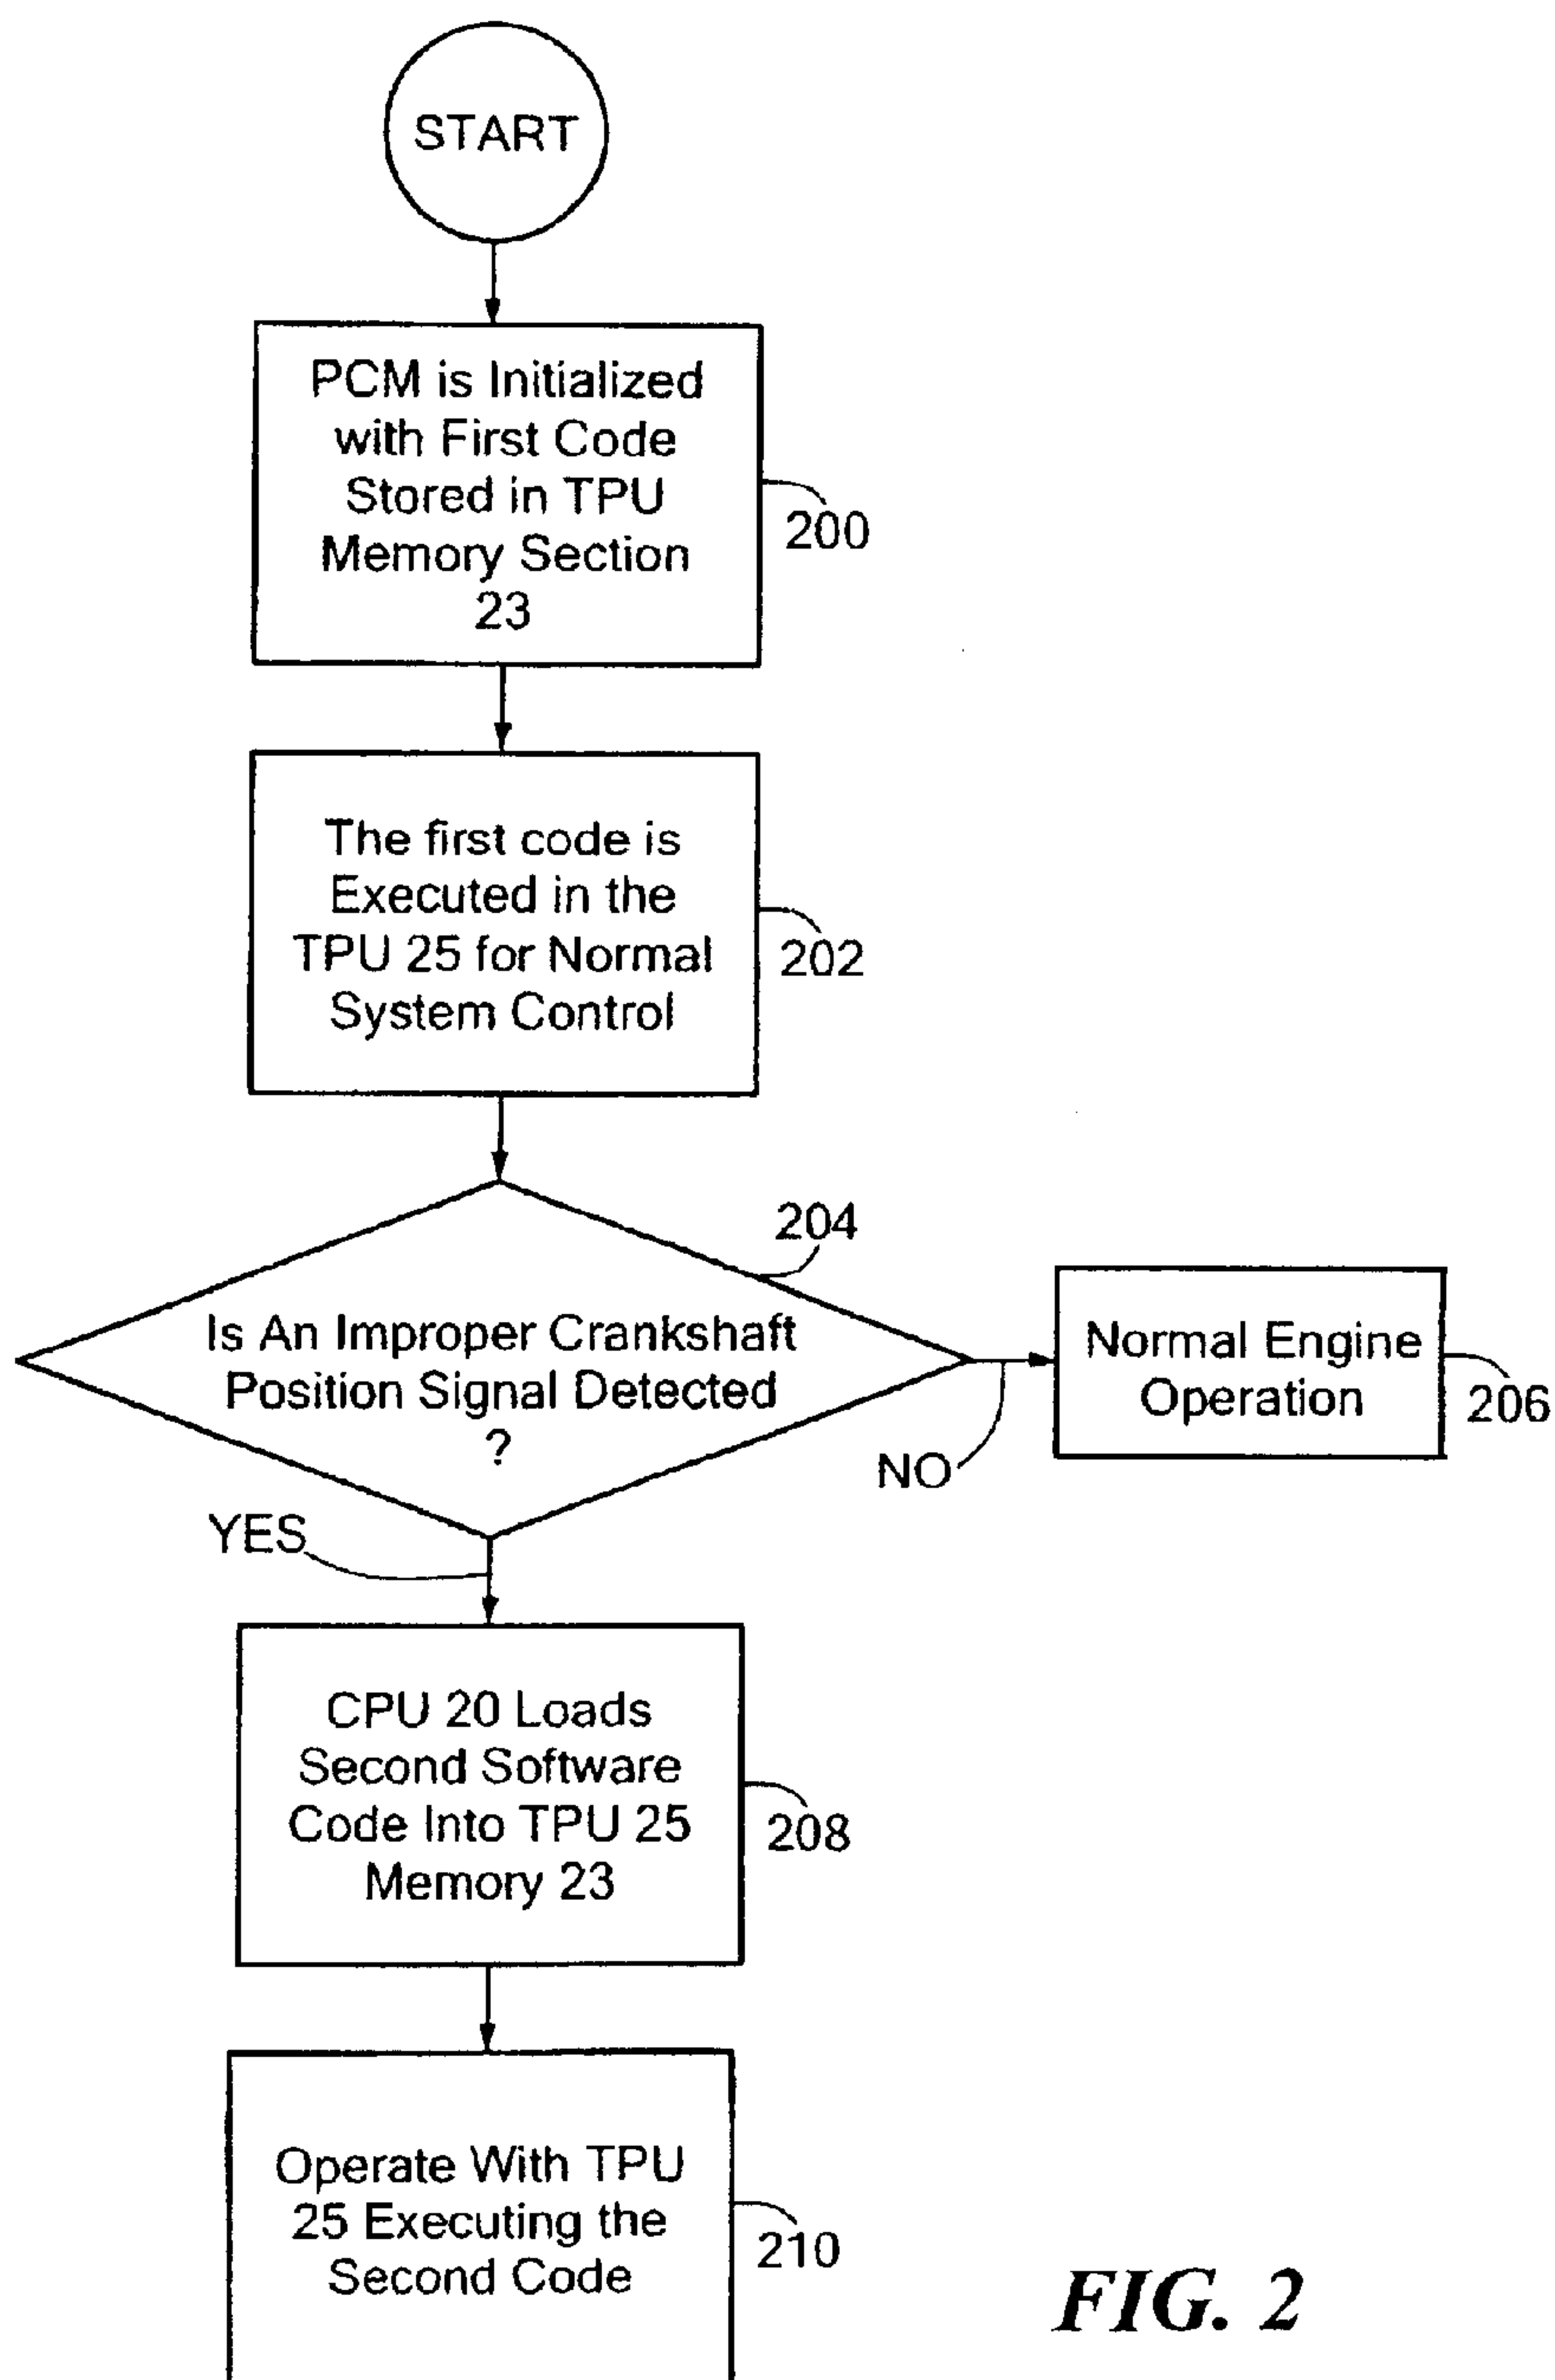 START
PCM is Initialized
with First Code
Stored in TPU
Memory Section
23
200
The first code is
Executed in the
TPU 25 for Normal
System Control
202
204
Is An Improper Crankshaft
Position Signal Detected
?
NO
Normal Engine
Operation
206
YES
CPU 20 Loads
Second Software
Code Into TPU 25
Memory 23
208
Operate With TPU
25 Executing the
Second Code
210
FIG. 2